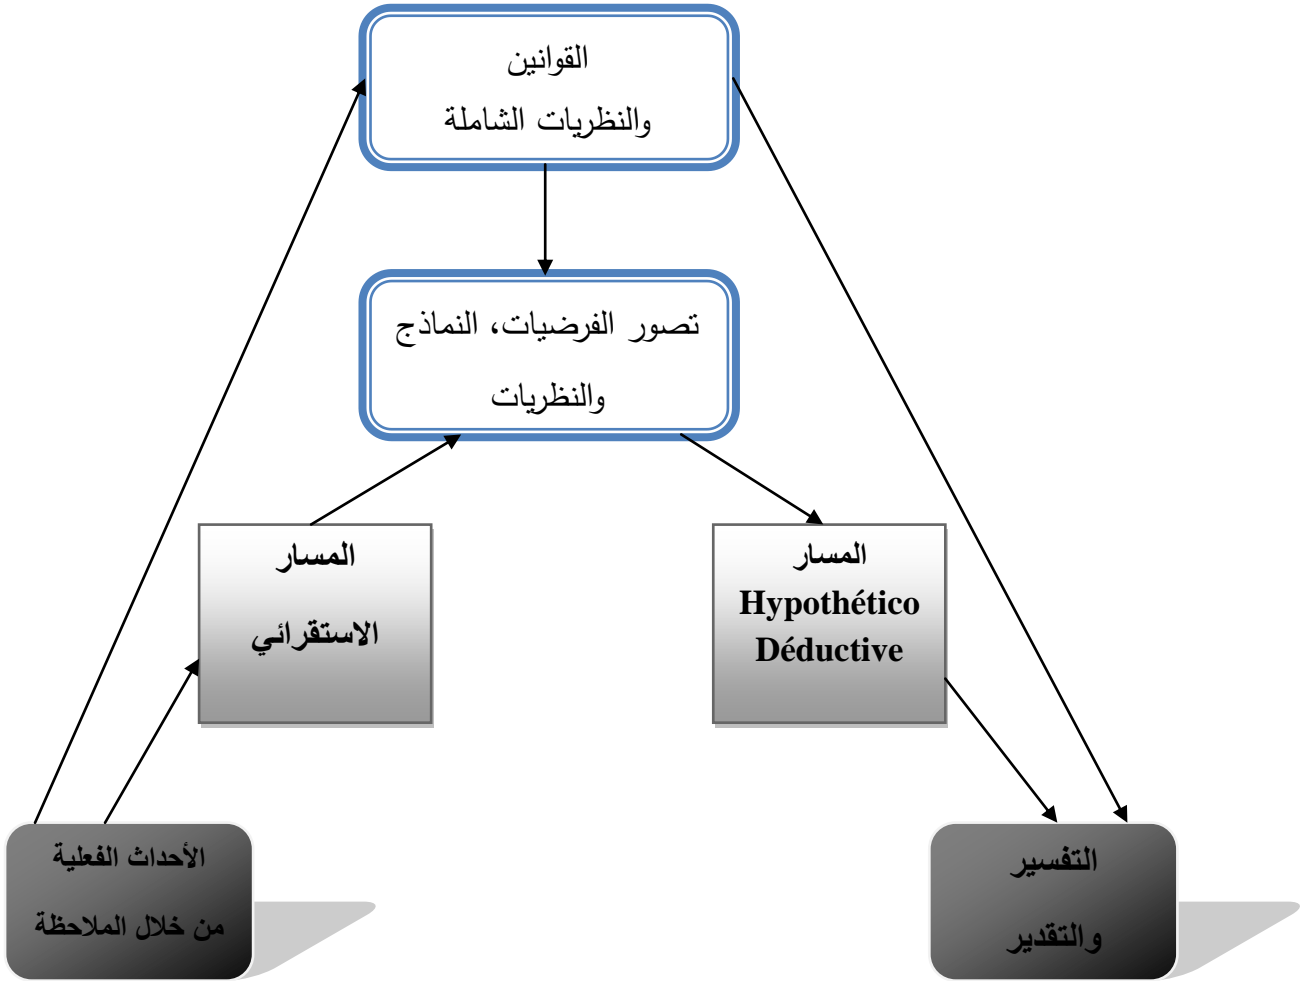 القوانين
والنظريات الشاملة
تصور الفرضيات، النماذج
والنظريات
المسار
الاستقرائي
المسار
Hypothético
Déductive
الأحداث الفعلية
من خلال الملاحظة
التفسير
والتقدير